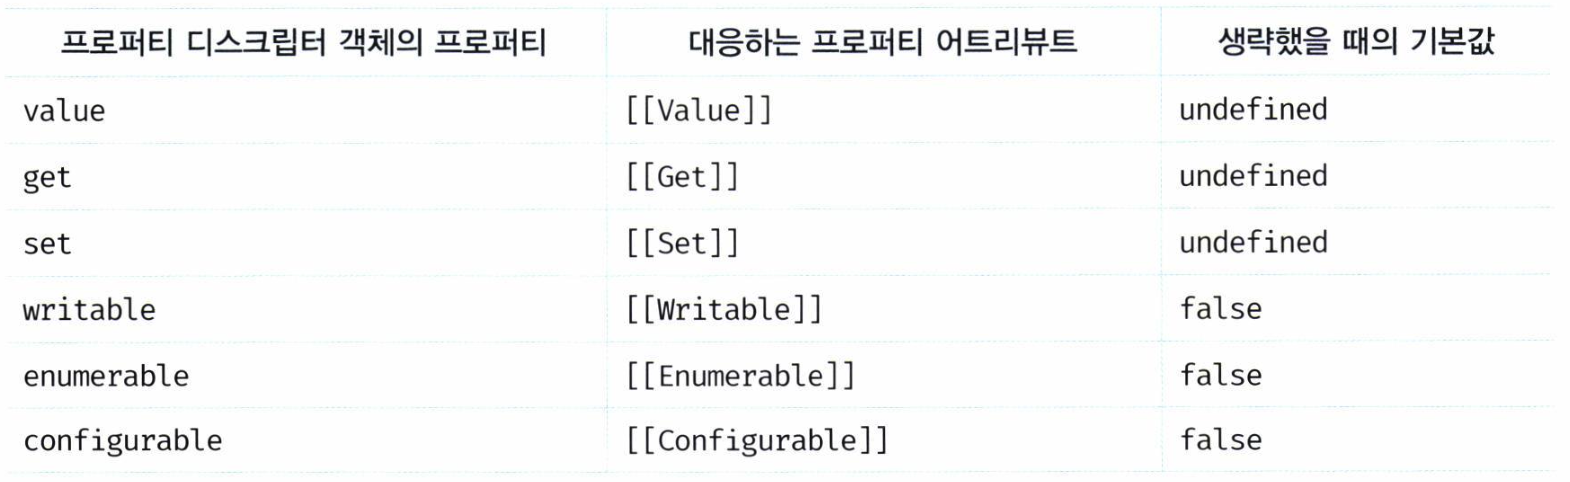 프로퍼티 디스크립터 객체의 프로퍼티 대응하는 프로퍼티 어트리뷰트 생략했을 때의 기본값
value [[Value]] undefined
get [[Get]] undefined
set [[Set]] undefined
writable [[Writable]] false
enumerable [[Enumerable]] false
configurable [[Configurable]] false